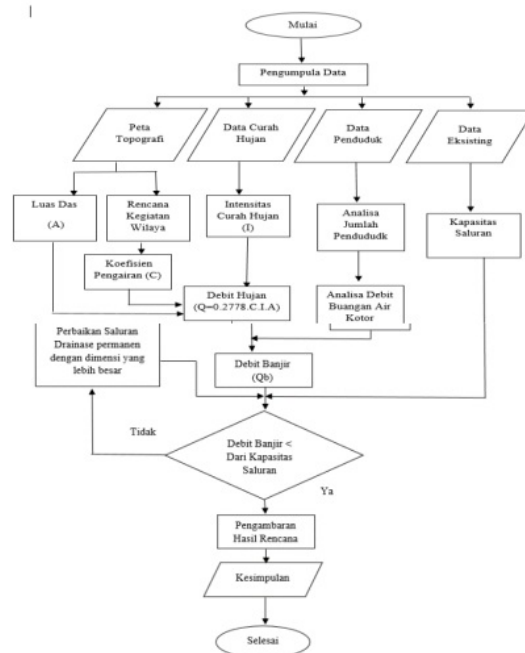 Mulai
Pengumpula Data
Peta
Topografi
Data Curah
Hujan
Data
Penduduk
Data
Eksisting
Luas Das
(A)
Rencana
Kegiatan
Wilaya
Intensitas
Curah Hujan
(I)
Analisa
Jumlah
Pendududk
Kapasitas
Saluran
Koefisien
Pengairan (C)
Debit Hujan
(Q=0.2778.C.I.A)
Analisa Debit
Buangan Air
Kotor
Perbaikan Saluran
Drainase permanen
dengan dimensi yang
lebih besar
Debit Banjir
(Qb)
Tidak
Debit Banjir <
Dari Kapasitas
Saluran
Ya
Pengambaran
Hasil Rencana
Kesimpulan
Selesai